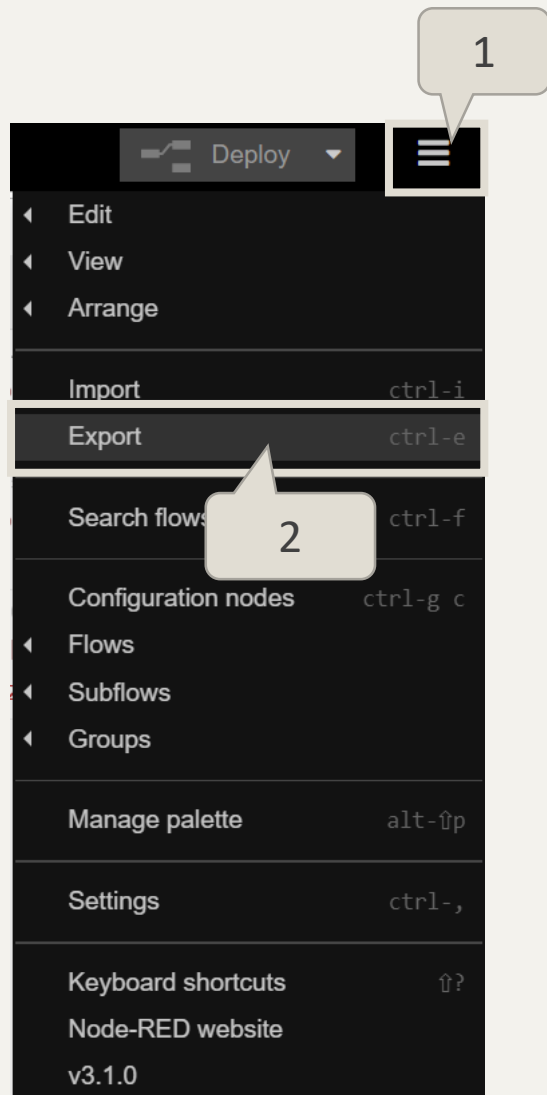 1
Deploy
Edit
View
Arrange
Import ctrl-i
Export ctrl-e
Search flows ctrl-f
2
Configuration nodes ctrl-g c
Flows
Subflows
Groups
Manage palette alt-⇧p
Settings ctrl-,
Keyboard shortcuts ⇧?
Node-RED website
v3.1.0